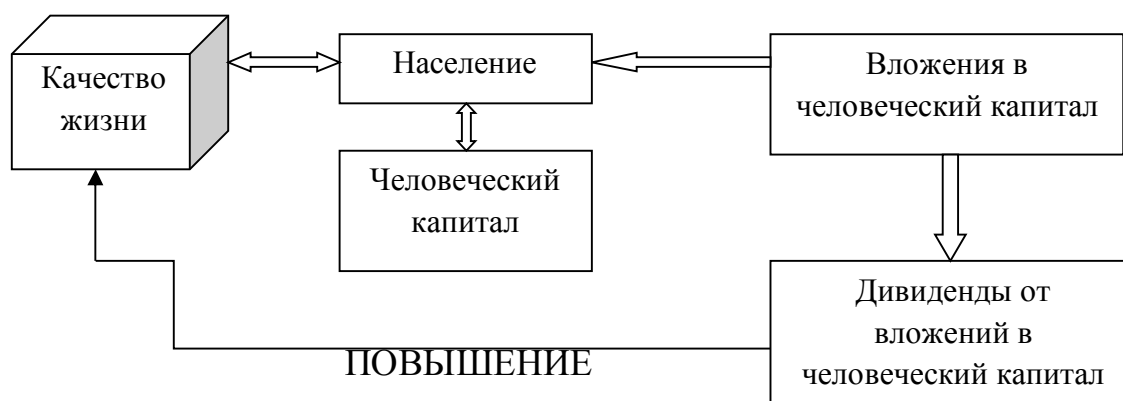 Качество
жизни
Население
Вложения в
человеческий капитал
Человеческий
капитал
Дивиденды от
вложений в
человеческий капитал
ПОВЫШЕНИЕ